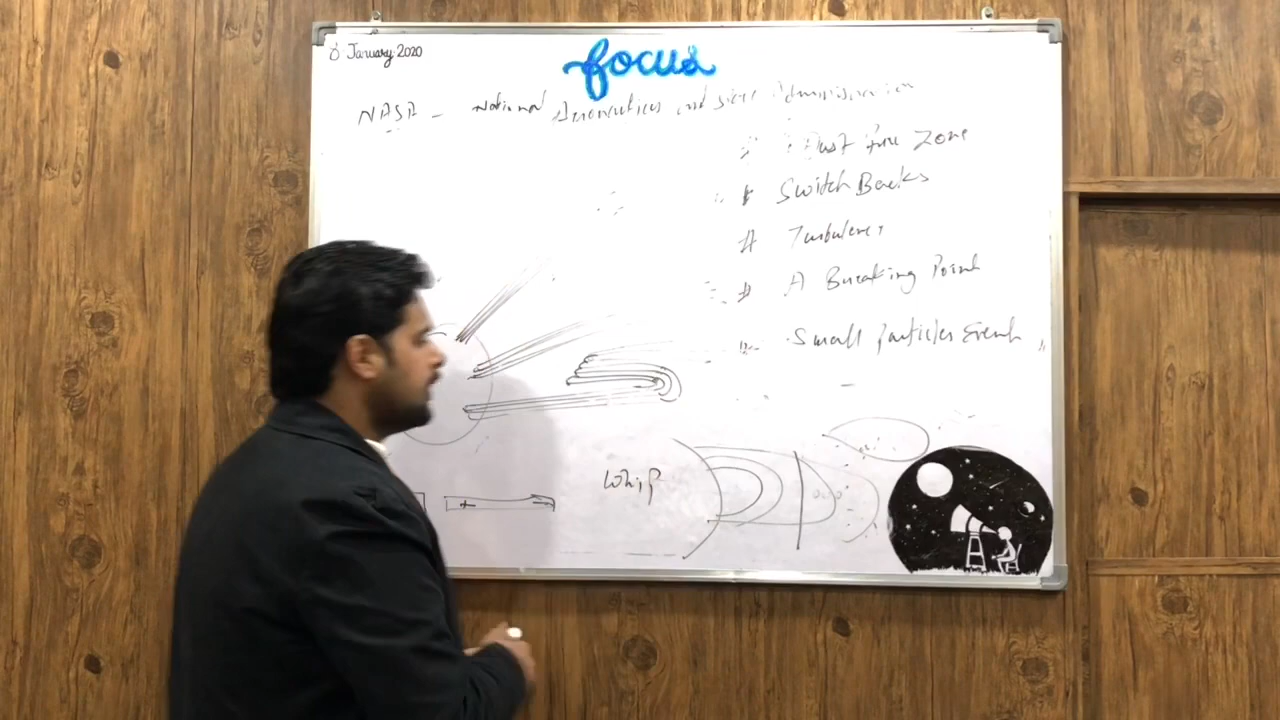 January 2020
focus
NASA - National Aeronautics and Space Administration
# Dust free Zone
# Switch Backs
# Turbulence
# A Breaking Point
Small particles Event
Whip